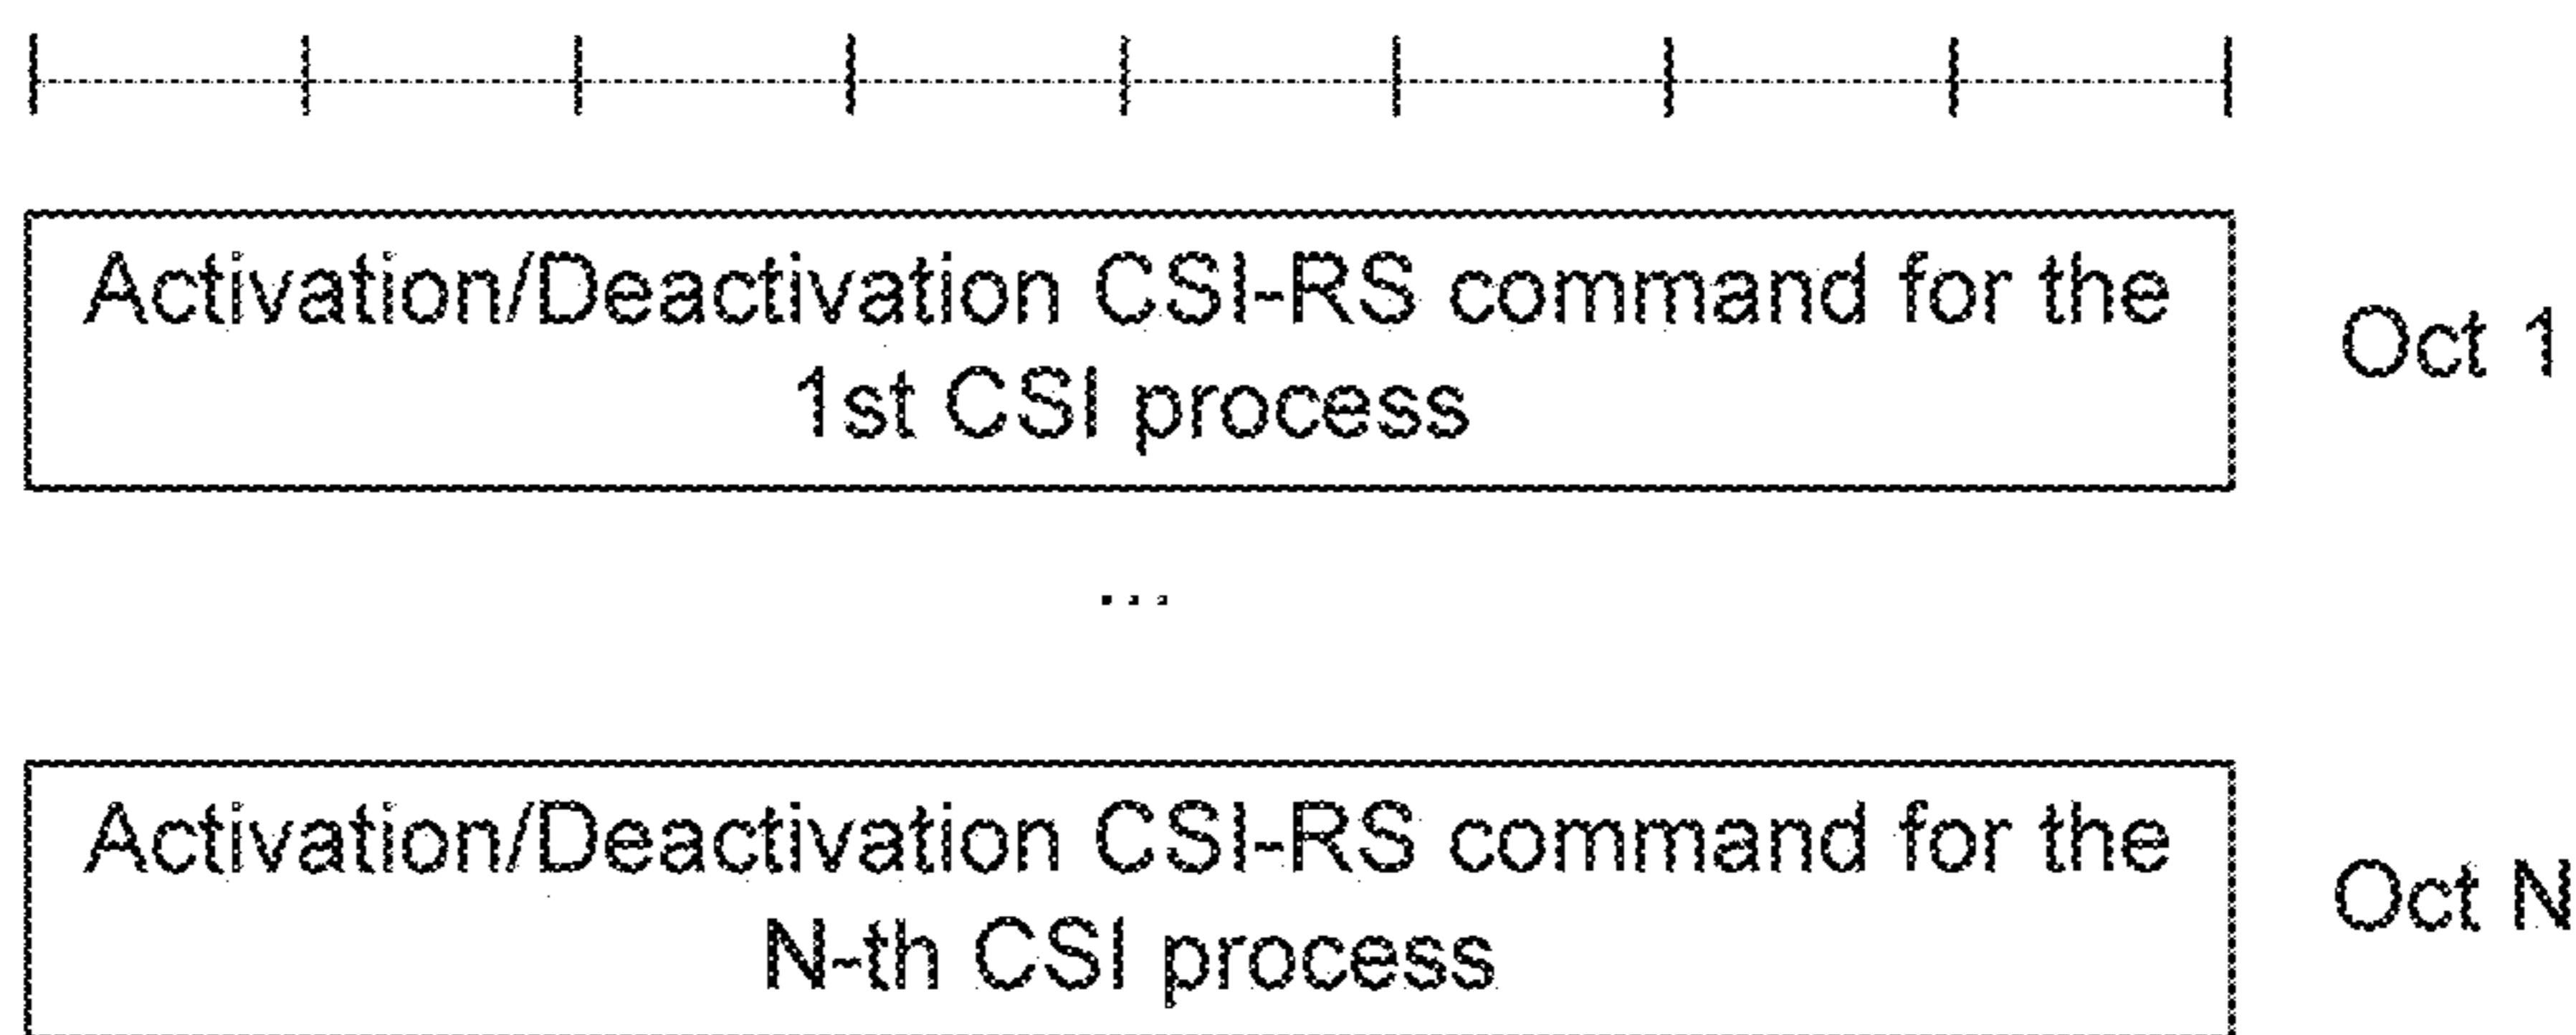 Activation/Deactivation CSI-RS command for the
1st CSI process
Oct 1
...
Activation/Deactivation CSI-RS command for the
N-th CSI process
Oct N